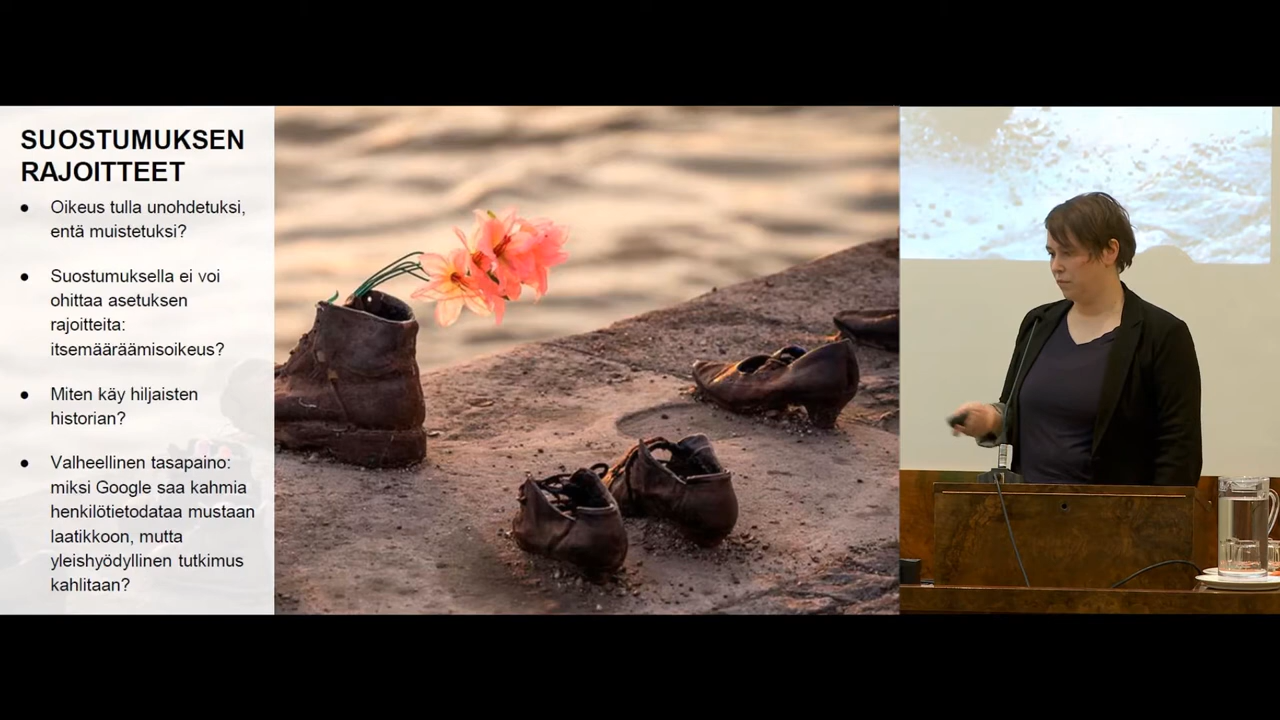 SUOSTUMUKSEN
RAJOITTEET
● Oikeus tulla unohdetuksi,
entä muistetuksi?
● Suostumuksella ei voi
ohittaa asetuksen
rajoitteita:
itsemääräämisoikeus?
● Miten käy hiljaisten
historian?
● Valheellinen tasapaino:
miksi Google saa kahmia
henkilötietodataa mustaan
laatikkoon, mutta
yleishyödyllinen tutkimus
kahlitaan?